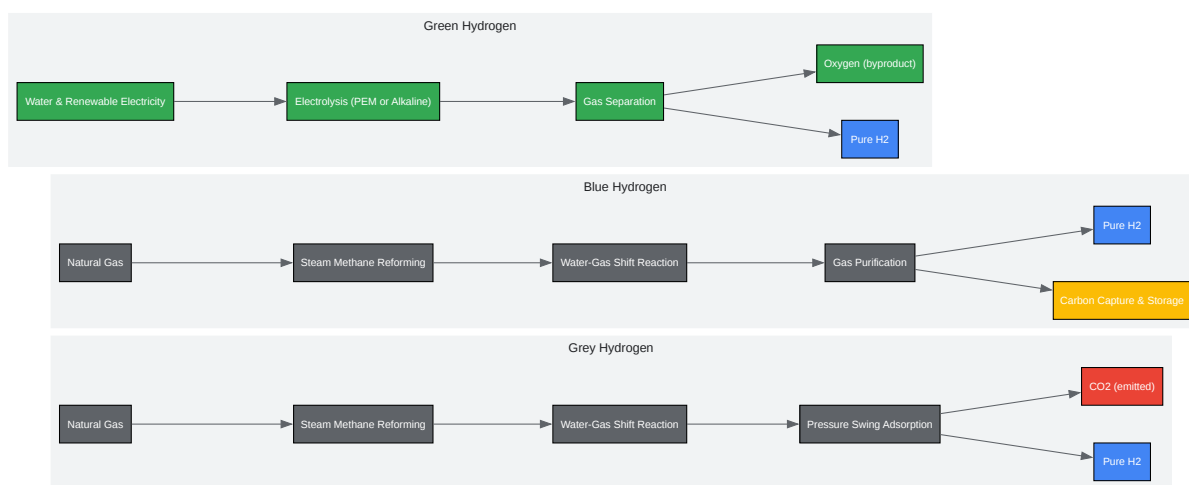 Green Hydrogen
Water & Renewable Electricity
Electrolysis (PEM or Alkaline)
Gas Separation
Oxygen (byproduct)
Pure H2
Blue Hydrogen
Natural Gas
Steam Methane Reforming
Water-Gas Shift Reaction
Gas Purification
Pure H2
Carbon Capture & Storage
Grey Hydrogen
Natural Gas
Steam Methane Reforming
Water-Gas Shift Reaction
Pressure Swing Adsorption
CO2 (emitted)
Pure H2